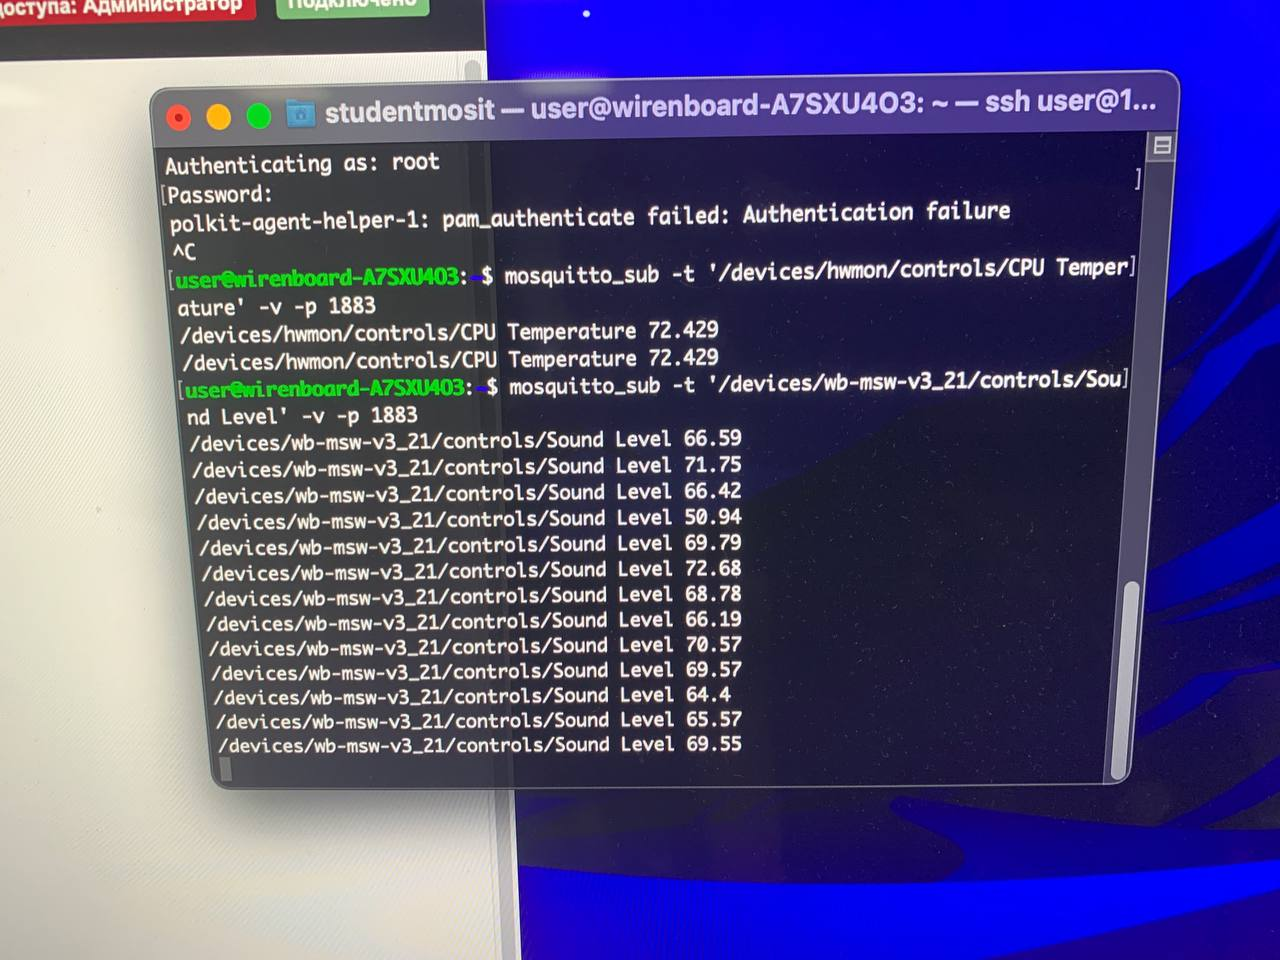 доступа: Администратор
Подключено
studentmosit — user@wirenboard-A7SXU4O3: ~ — ssh user@1...
Authenticating as: root
[Password: ]
polkit-agent-helper-1: pam_authenticate failed: Authentication failure
^C
[user@wirenboard-A7SXU4O3:~$ mosquitto_sub -t '/devices/hwmon/controls/CPU Temper]
ature' -v -p 1883
/devices/hwmon/controls/CPU Temperature 72.429
/devices/hwmon/controls/CPU Temperature 72.429
[user@wirenboard-A7SXU4O3:~$ mosquitto_sub -t '/devices/wb-msw-v3_21/controls/Sou]
nd Level' -v -p 1883
/devices/wb-msw-v3_21/controls/Sound Level 66.59
/devices/wb-msw-v3_21/controls/Sound Level 71.75
/devices/wb-msw-v3_21/controls/Sound Level 66.42
/devices/wb-msw-v3_21/controls/Sound Level 50.94
/devices/wb-msw-v3_21/controls/Sound Level 69.79
/devices/wb-msw-v3_21/controls/Sound Level 72.68
/devices/wb-msw-v3_21/controls/Sound Level 68.78
/devices/wb-msw-v3_21/controls/Sound Level 66.19
/devices/wb-msw-v3_21/controls/Sound Level 70.57
/devices/wb-msw-v3_21/controls/Sound Level 69.57
/devices/wb-msw-v3_21/controls/Sound Level 64.4
/devices/wb-msw-v3_21/controls/Sound Level 65.57
/devices/wb-msw-v3_21/controls/Sound Level 69.55